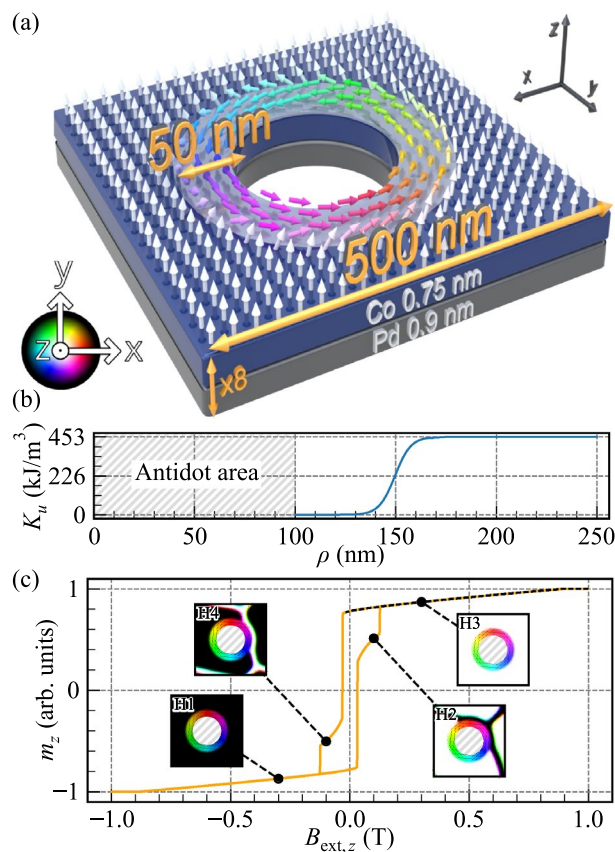 (a)
z
x
y
50 nm
500 nm
Co 0.75 nm
Pd 0.9 nm
x8
y
z
x
(b)
453
226
0
K_u (kJ/m³)
Antidot area
0 50 100 150 200 250
ρ (nm)
(c)
1
0
−1
m_z (arb. units)
H4
H3
H1
H2
−1.0 −0.5 0.0 0.5 1.0
B_ext, z (T)